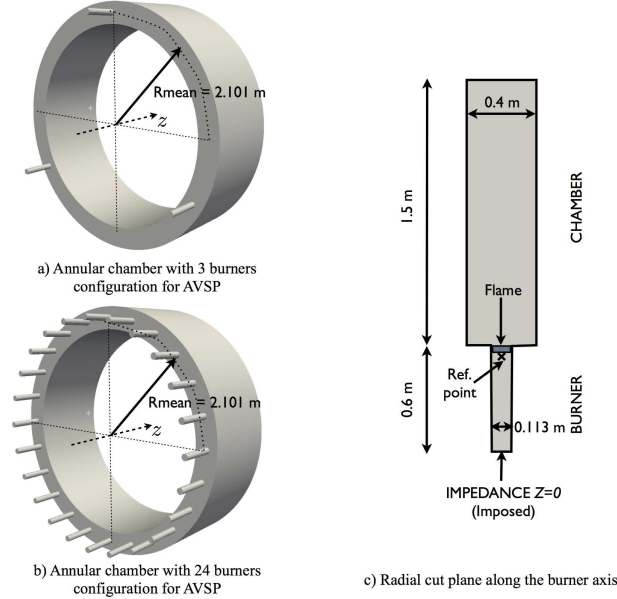 Rmean = 2.101 m
z
a) Annular chamber with 3 burners
configuration for AVSP
Rmean = 2.101 m
z
b) Annular chamber with 24 burners
configuration for AVSP
0.4 m
1.5 m
CHAMBER
Flame
Ref.
point
0.6 m
0.113 m
BURNER
IMPEDANCE Z=0
(Imposed)
c) Radial cut plane along the burner axis